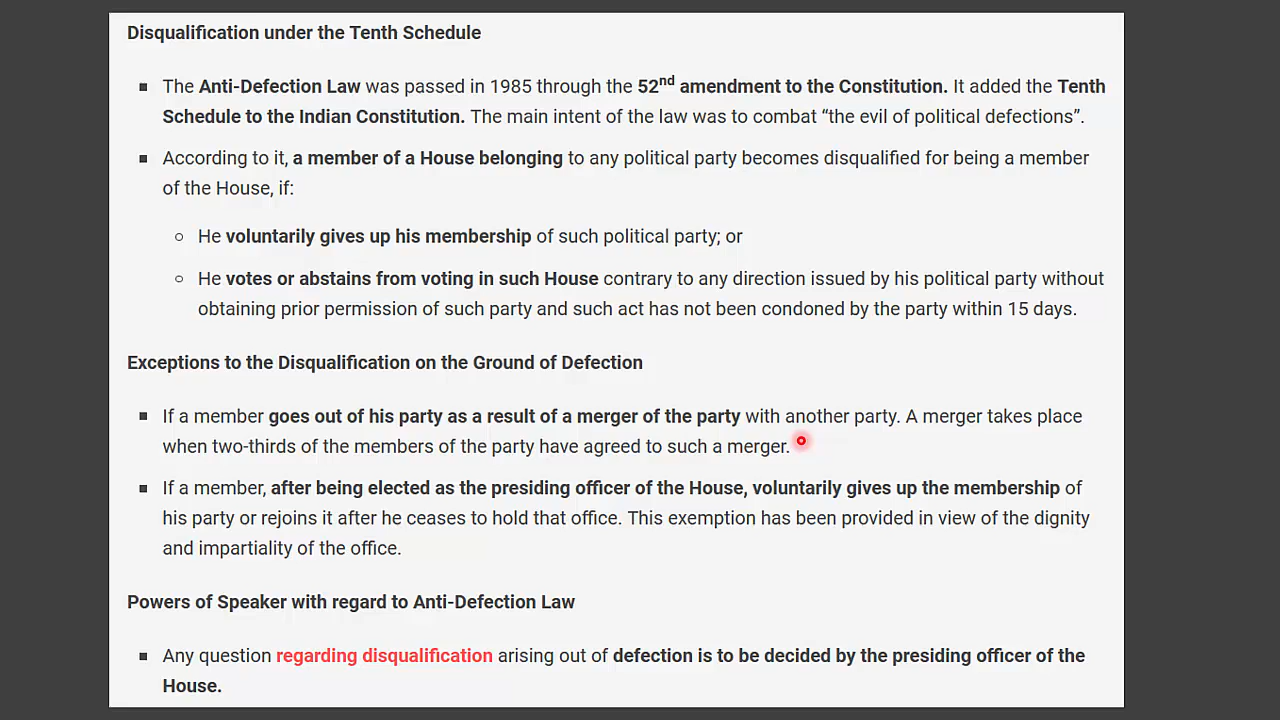 Disqualification under the Tenth Schedule
The Anti-Defection Law was passed in 1985 through the 52nd amendment to the Constitution. It added the Tenth
Schedule to the Indian Constitution. The main intent of the law was to combat “the evil of political defections”.
According to it, a member of a House belonging to any political party becomes disqualified for being a member
of the House, if:
He voluntarily gives up his membership of such political party; or
He votes or abstains from voting in such House contrary to any direction issued by his political party without
obtaining prior permission of such party and such act has not been condoned by the party within 15 days.
Exceptions to the Disqualification on the Ground of Defection
If a member goes out of his party as a result of a merger of the party with another party. A merger takes place
when two-thirds of the members of the party have agreed to such a merger.
If a member, after being elected as the presiding officer of the House, voluntarily gives up the membership of
his party or rejoins it after he ceases to hold that office. This exemption has been provided in view of the dignity
and impartiality of the office.
Powers of Speaker with regard to Anti-Defection Law
Any question regarding disqualification arising out of defection is to be decided by the presiding officer of the
House.